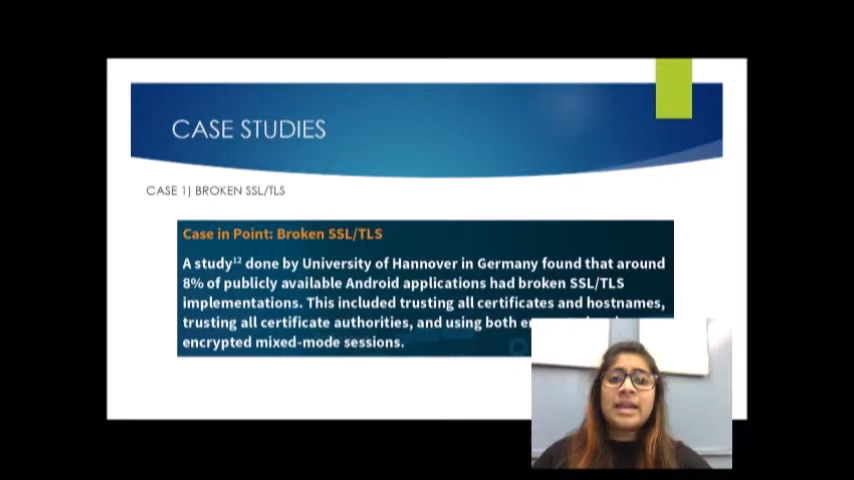 CASE STUDIES
CASE 1) BROKEN SSL/TLS
Case in Point: Broken SSL/TLS
A study¹² done by University of Hannover in Germany found that around
8% of publicly available Android applications had broken SSL/TLS
implementations. This included trusting all certificates and hostnames,
trusting all certificate authorities, and using both
encrypted mixed-mode sessions.